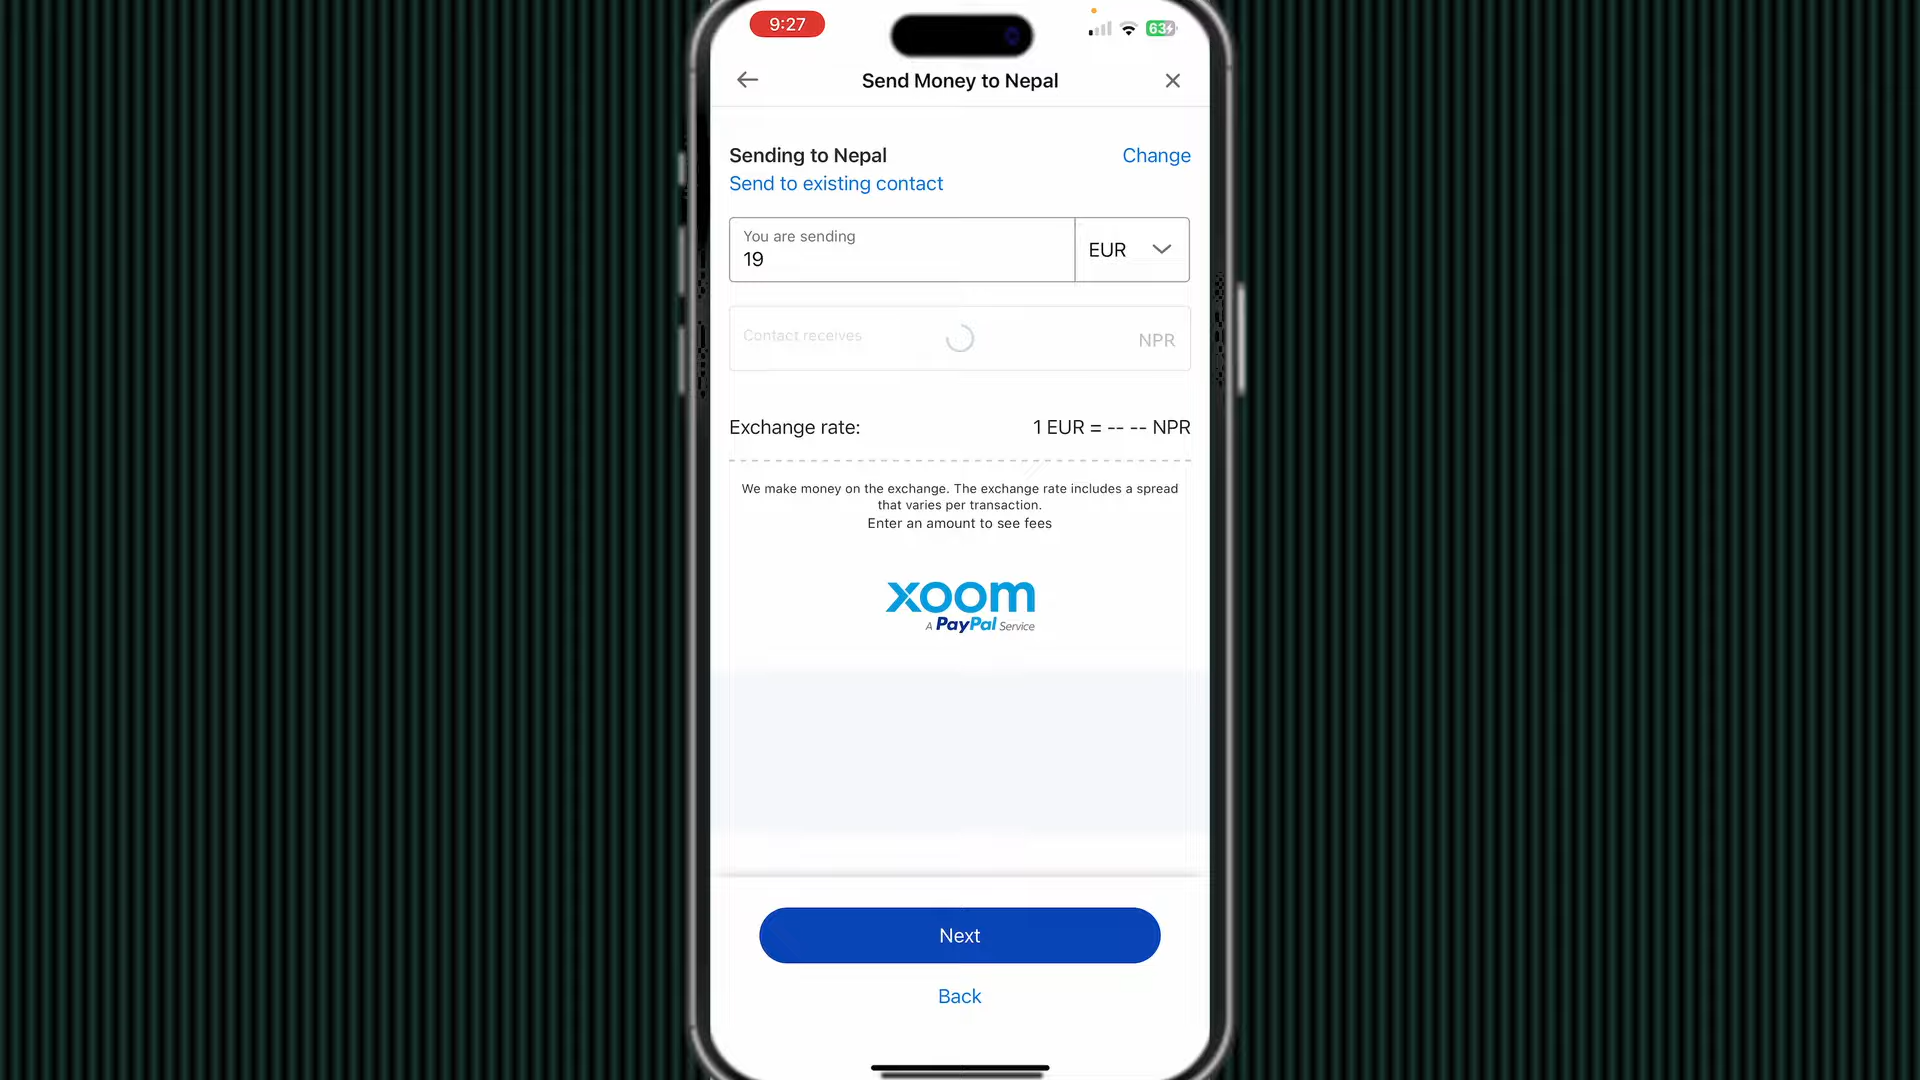 9:27
63
Send Money to Nepal
Sending to Nepal
Change
Send to existing contact
You are sending
19
EUR
Contact receives
NPR
Exchange rate:
1 EUR = -- -- NPR
We make money on the exchange. The exchange rate includes a spread
that varies per transaction.
Enter an amount to see fees
xoom
A PayPal Service
Next
Back